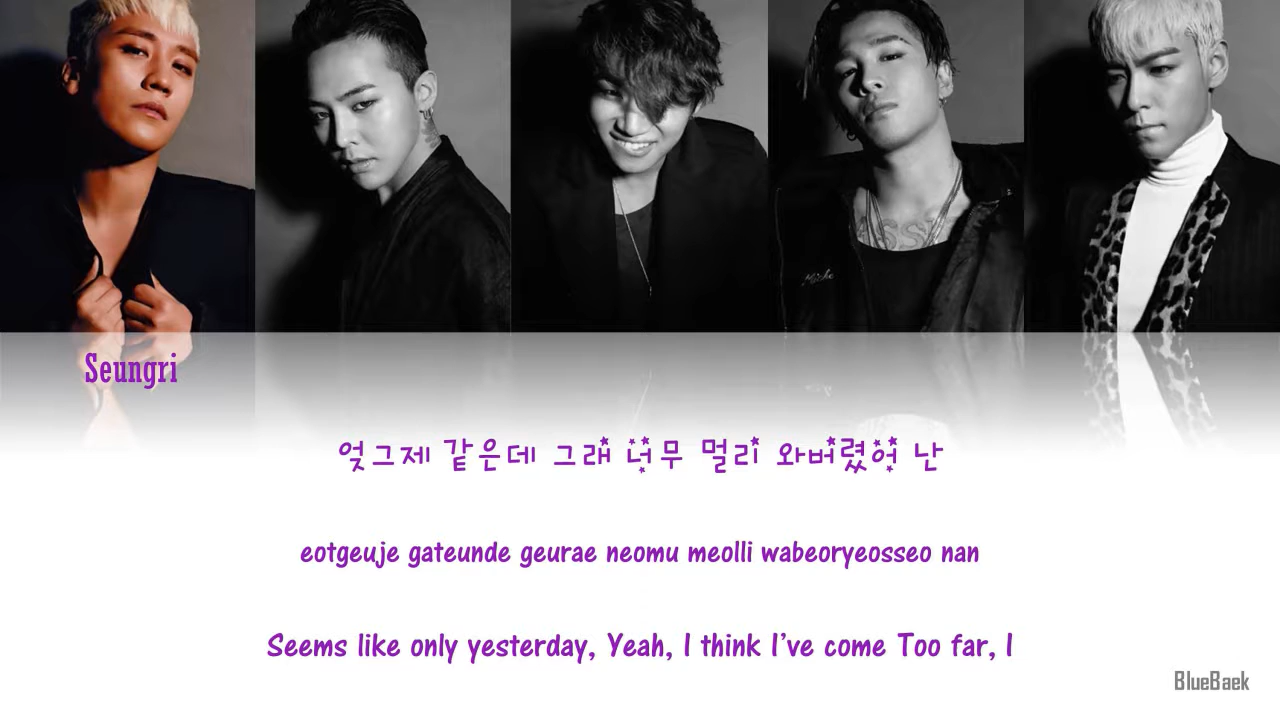 Seungri
엊그제 같은데 그래 너무 멀리 와버렸어 난
eotgeuje gateunde geurae neomu meolli wabeoryeosseo nan
Seems like only yesterday, Yeah, I think I've come Too far, I
BlueBaek